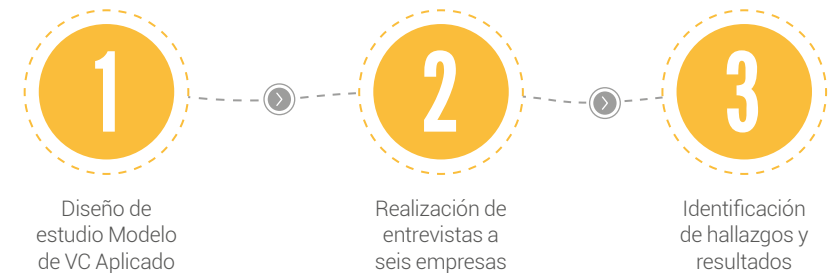 1
Diseño de
estudio Modelo
de VC Aplicado
2
Realización de
entrevistas a
seis empresas
3
Identificación
de hallazgos y
resultados